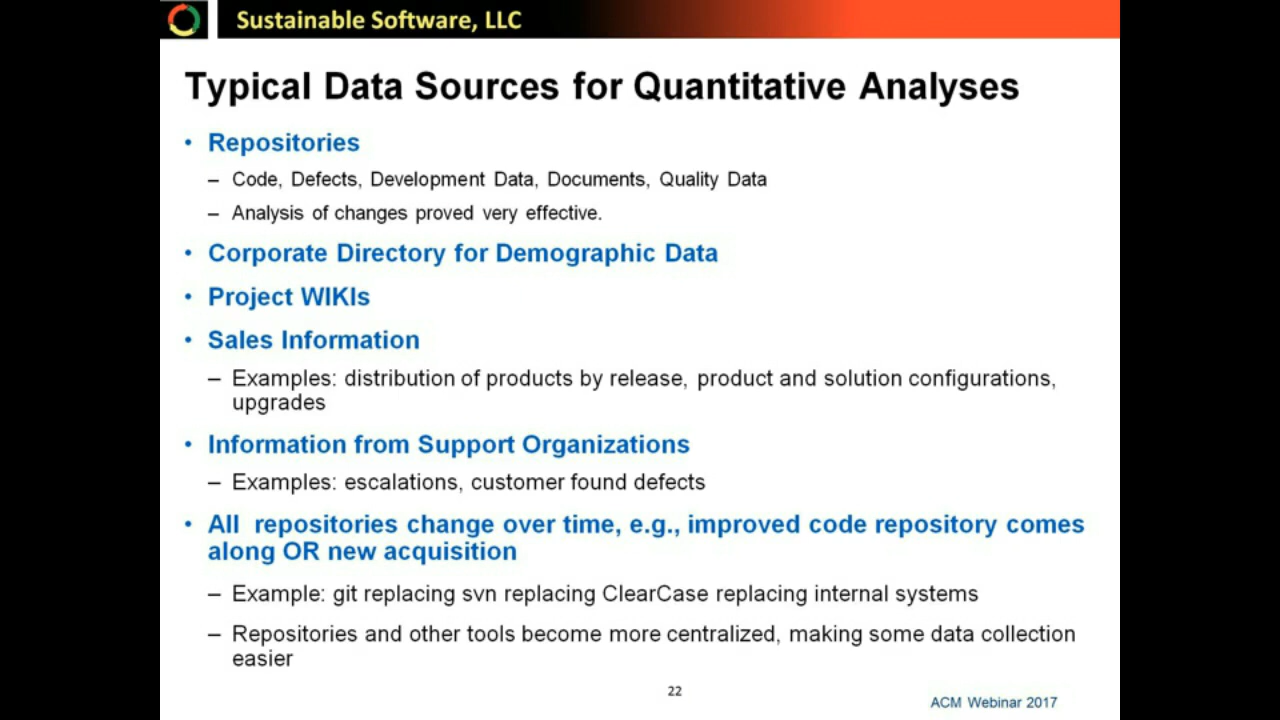 Sustainable Software, LLC
Typical Data Sources for Quantitative Analyses
• Repositories
– Code, Defects, Development Data, Documents, Quality Data
– Analysis of changes proved very effective.
• Corporate Directory for Demographic Data
• Project WIKIs
• Sales Information
– Examples: distribution of products by release, product and solution configurations,
upgrades
• Information from Support Organizations
– Examples: escalations, customer found defects
• All repositories change over time, e.g., improved code repository comes
along OR new acquisition
– Example: git replacing svn replacing ClearCase replacing internal systems
– Repositories and other tools become more centralized, making some data collection
easier
22
ACM Webinar 2017